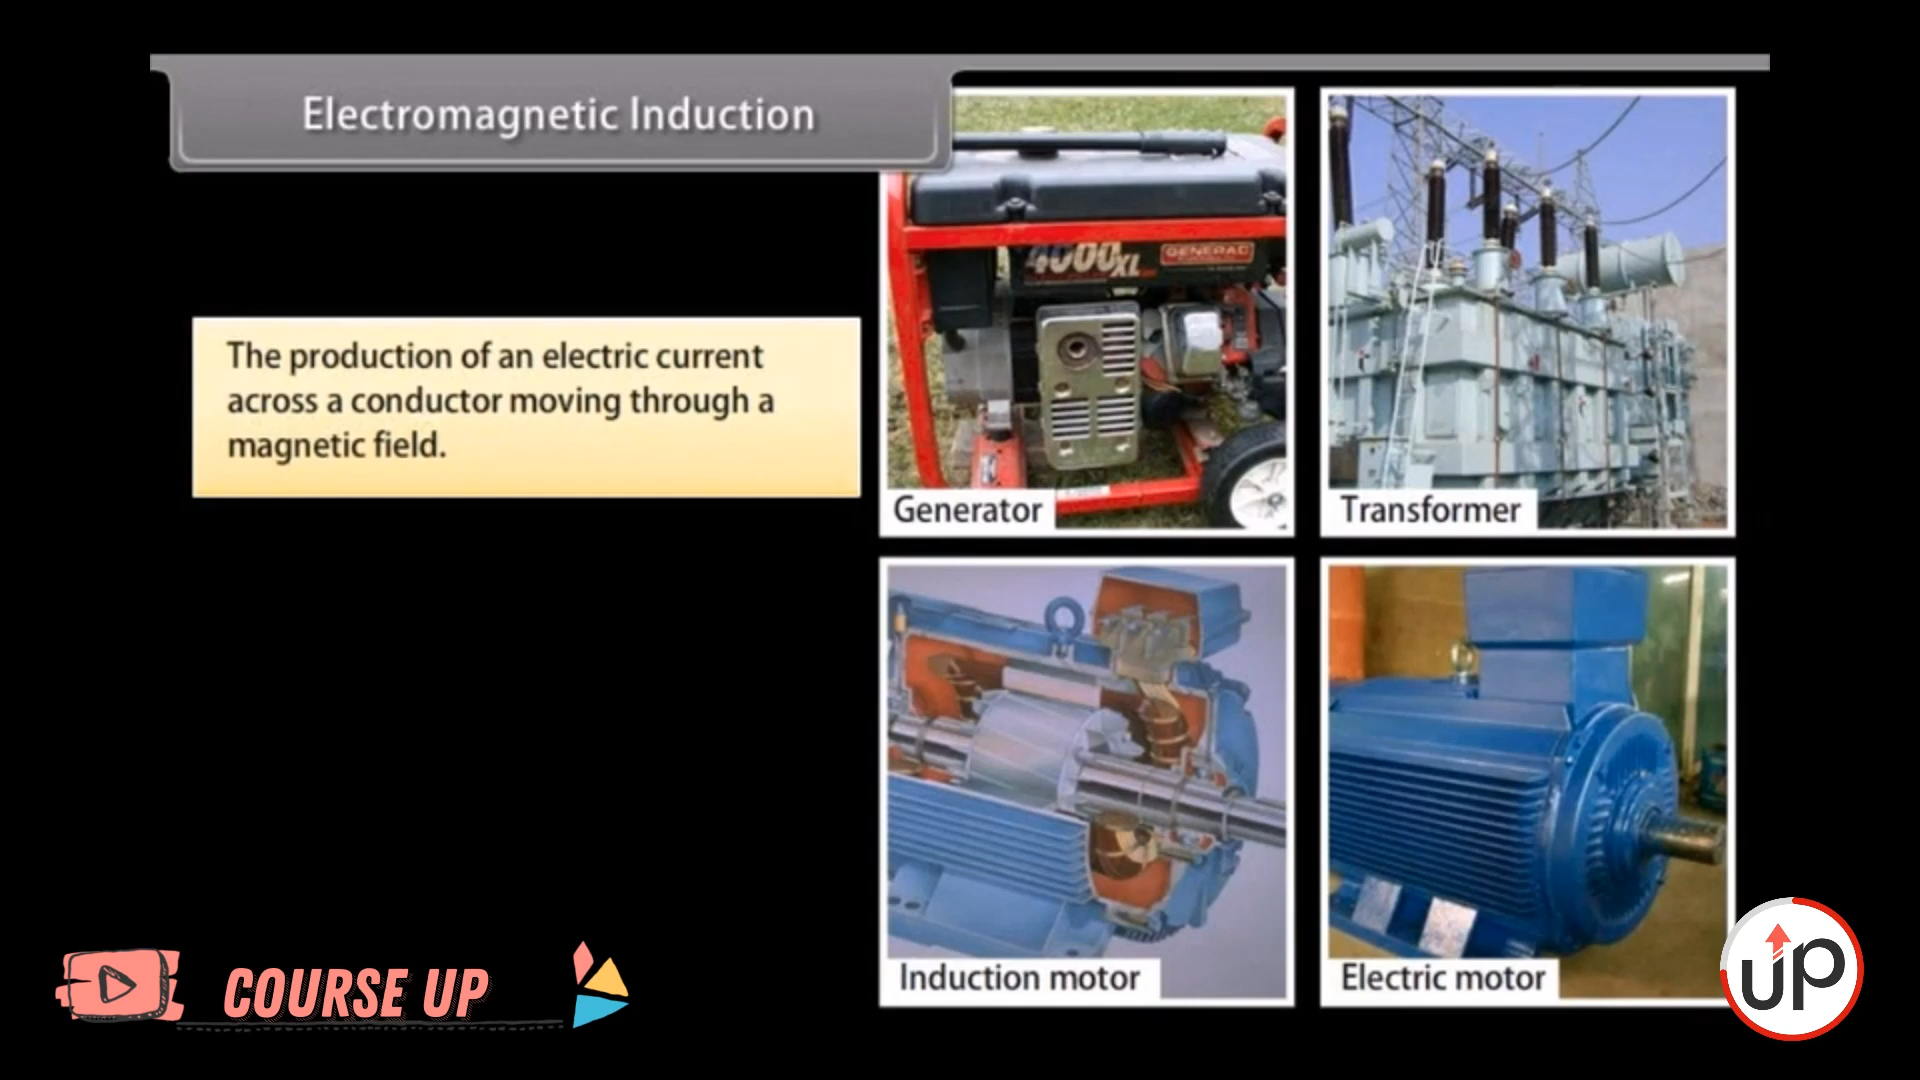 Electromagnetic Induction
The production of an electric current
across a conductor moving through a
magnetic field.
4000XL
GENERAC
Generator
Transformer
Induction motor
Electric motor
COURSE UP
UP